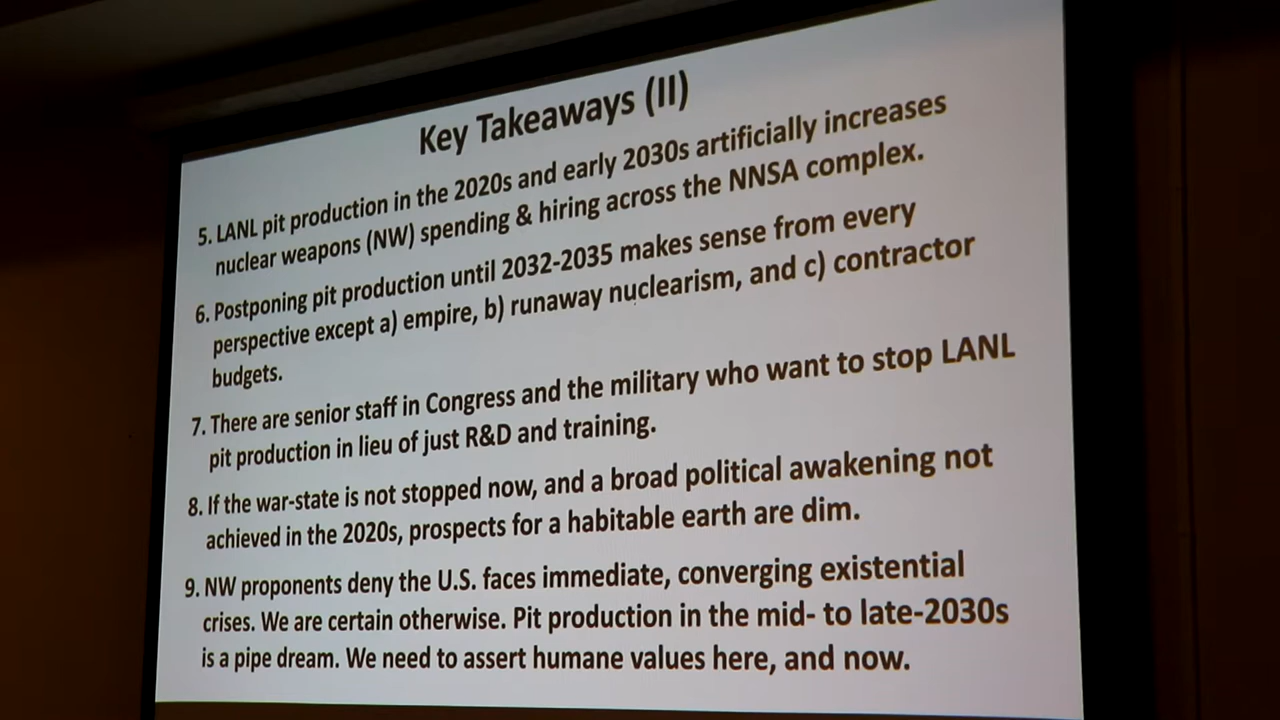 Key Takeaways (II)
5. LANL pit production in the 2020s and early 2030s artificially increases
nuclear weapons (NW) spending & hiring across the NNSA complex.
6. Postponing pit production until 2032-2035 makes sense from every
perspective except a) empire, b) runaway nuclearism, and c) contractor
budgets.
7. There are senior staff in Congress and the military who want to stop LANL
pit production in lieu of just R&D and training.
8. If the war-state is not stopped now, and a broad political awakening not
achieved in the 2020s, prospects for a habitable earth are dim.
9. NW proponents deny the U.S. faces immediate, converging existential
crises. We are certain otherwise. Pit production in the mid- to late-2030s
is a pipe dream. We need to assert humane values here, and now.